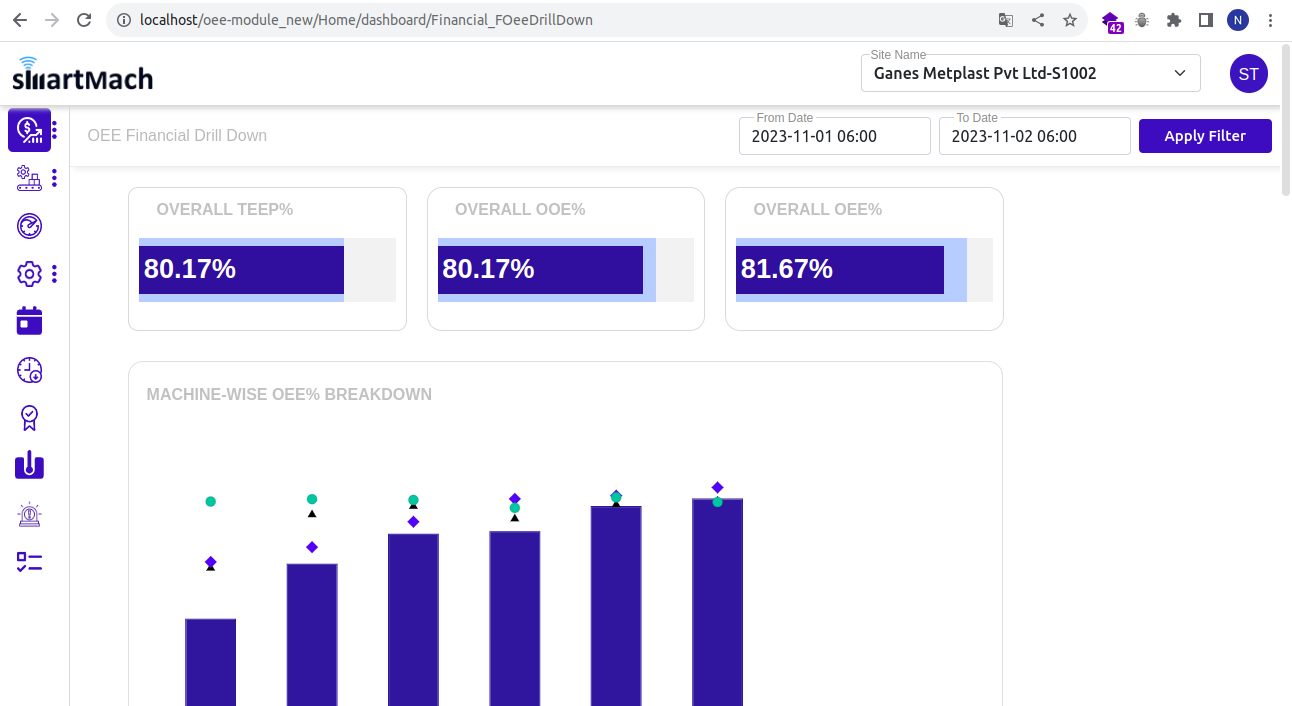 localhost/oee-module_new/Home/dashboard/Financial_FOeeDrillDown
42
N
smartMach
Site Name
Ganes Metplast Pvt Ltd-S1002
ST
OEE Financial Drill Down
From Date
2023-11-01 06:00
To Date
2023-11-02 06:00
Apply Filter
OVERALL TEEP%
OVERALL OOE%
OVERALL OEE%
80.17%
80.17%
81.67%
MACHINE-WISE OEE% BREAKDOWN